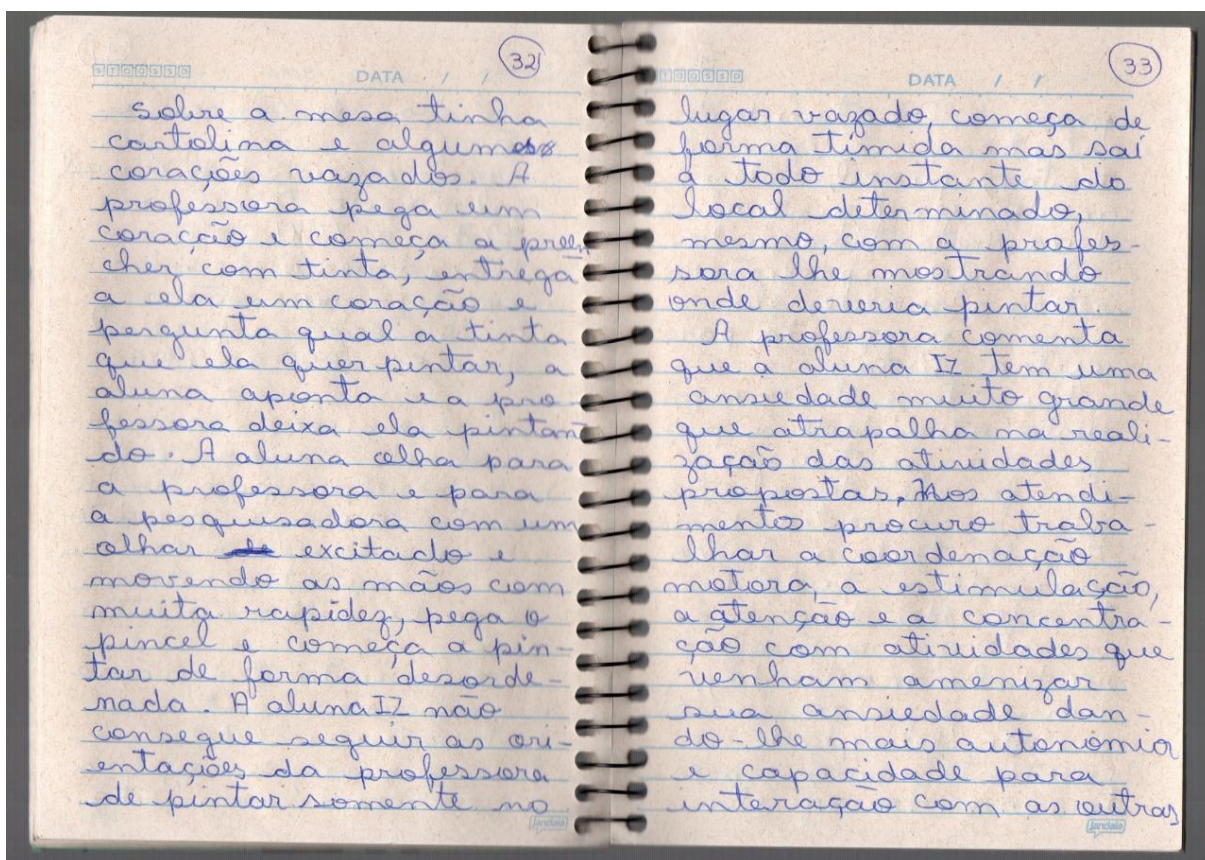 32
STQQSSD
DATA / /
Sobre a mesa tinha
cartolina e algumas
corações vazados. A
professora pega um
coração e começa a preen
cher com tinta, entrega
a ela um coração e
pergunta qual a tinta
que ela quer pintar, a
aluna aponta e a pro
fessora deixa ela pintan
do. A aluna olha para
a professora e para
a pesquisadora com um
olhar excitado e
movendo as mãos com
muita rapidez, pega o
pincel e começa a pin-
tar de forma desorde-
nada. A aluna IZ não
consegue seguir as ori-
entações da professora
de pintar somente no
jandaia
33
DATA / /
lugar vazado, começa de
forma tímida mas sai
a todo instante do
local determinado,
mesmo, com a profes-
sora lhe mostrando
onde deveria pintar.
A professora comenta
que a aluna IZ tem uma
ansiedade muito grande
que atrapalha na reali-
zação das atividades
propostas, Nos atendi-
mentos procuro traba-
lhar a coordenação
motora, a estimulação,
a atenção e a concentra-
ção com atividades que
venham amenizar
sua ansiedade dan-
do-lhe mais autonomia
e capacidade para
interação com as outras
jandaia